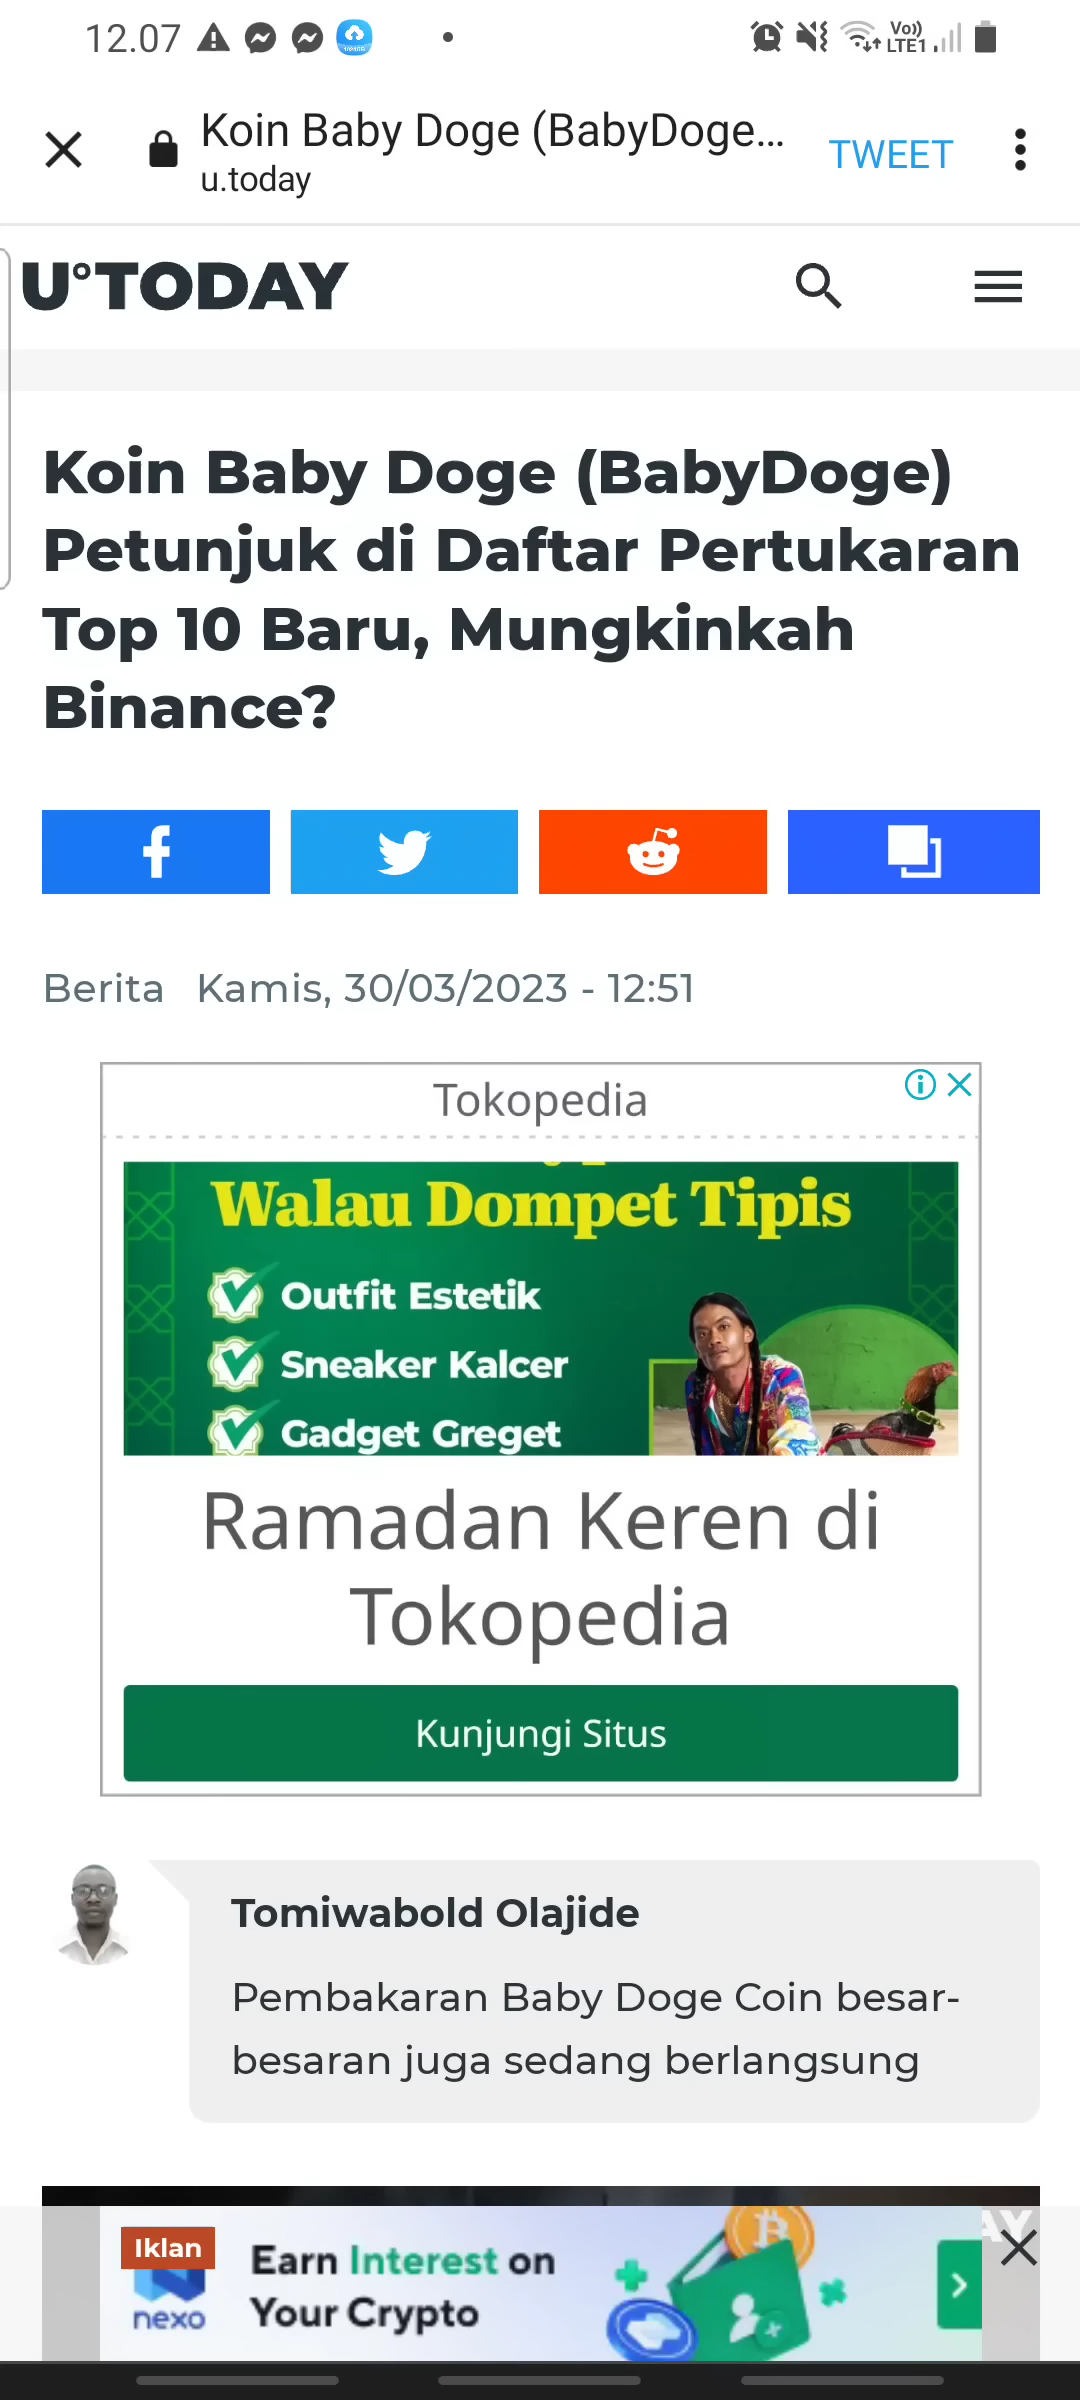 12.07
Vo))
LTE1
Koin Baby Doge (BabyDoge...
u.today
TWEET
U°TODAY
Koin Baby Doge (BabyDoge)
Petunjuk di Daftar Pertukaran
Top 10 Baru, Mungkinkah
Binance?
Berita Kamis, 30/03/2023 - 12:51
Tokopedia
Walau Dompet Tipis
Outfit Estetik
Sneaker Kalcer
Gadget Greget
Ramadan Keren di
Tokopedia
Kunjungi Situs
Tomiwabold Olajide
Pembakaran Baby Doge Coin besar-
besaran juga sedang berlangsung
Iklan
nexo
Earn Interest on
Your Crypto